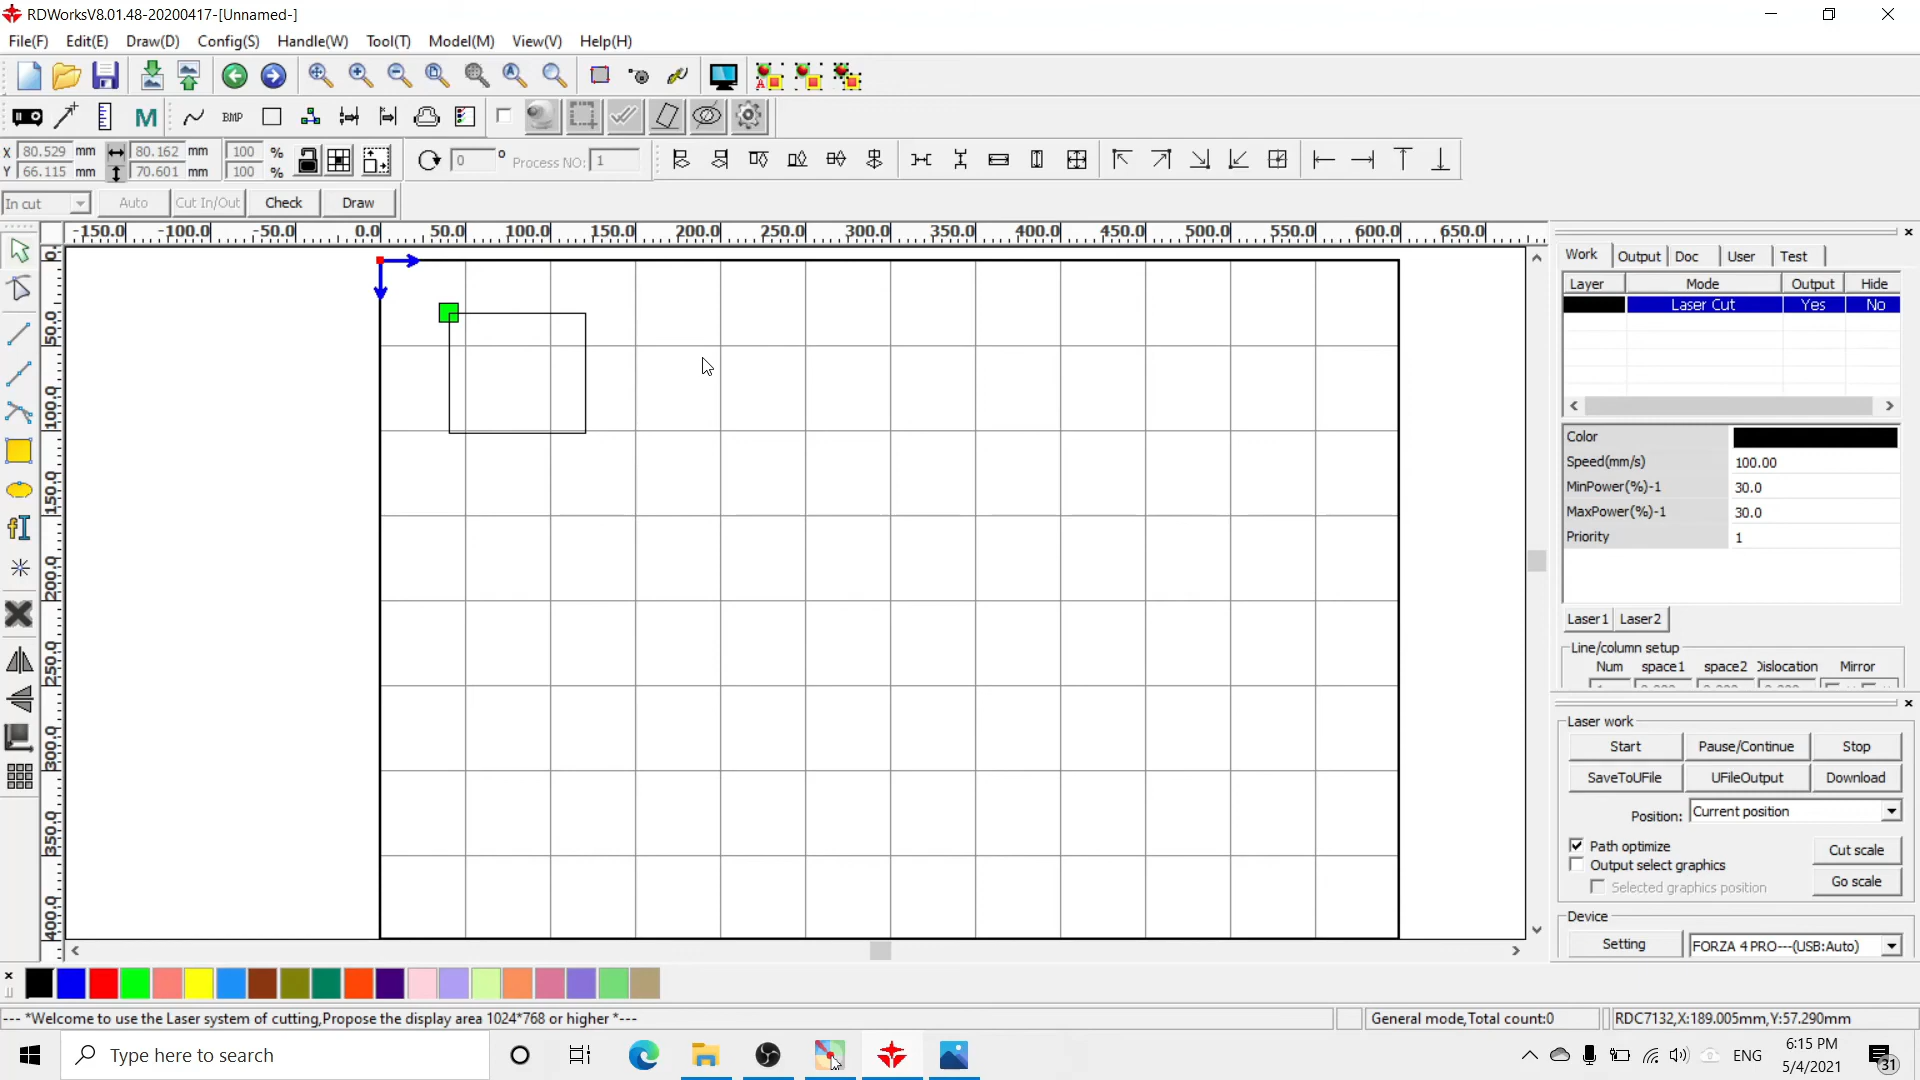 RDWorksV8.01.48-20200417-[Unnamed-]
File(F) Edit(E) Draw(D) Config(S) Handle(W) Tool(T) Model(M) View(V) Help(H)
M BMP
X 80.529 mm 80.162 mm 100 %
Y 66.115 mm 70.601 mm 100 %
0 ° Process NO: 1
In cut Auto Cut In/Out Check Draw
-150.0 -100.0 -50.0 0.0 50.0 100.0 150.0 200.0 250.0 300.0 350.0 400.0 450.0 500.0 550.0 600.0 650.0
0.
50.0
100.0
150.0
200.0
250.0
300.0
350.0
400.0
Work Output Doc User Test
Layer Mode Output Hide
Laser Cut Yes No
Color
Speed(mm/s) 100.00
MinPower(%)-1 30.0
MaxPower(%)-1 30.0
Priority 1
Laser1 Laser2
Line/column setup
Num space1 space2 Dislocation Mirror
Laser work
Start Pause/Continue Stop
SaveToUFile UFileOutput Download
Position: Current position
Path optimize Cut scale
Output select graphics
Selected graphics position Go scale
Device
Setting FORZA 4 PRO---(USB:Auto)
--- *Welcome to use the Laser system of cutting,Propose the display area 1024*768 or higher *---
General mode,Total count:0
RDC7132,X:189.005mm,Y:57.290mm
Type here to search
ENG
6:15 PM
5/4/2021
31